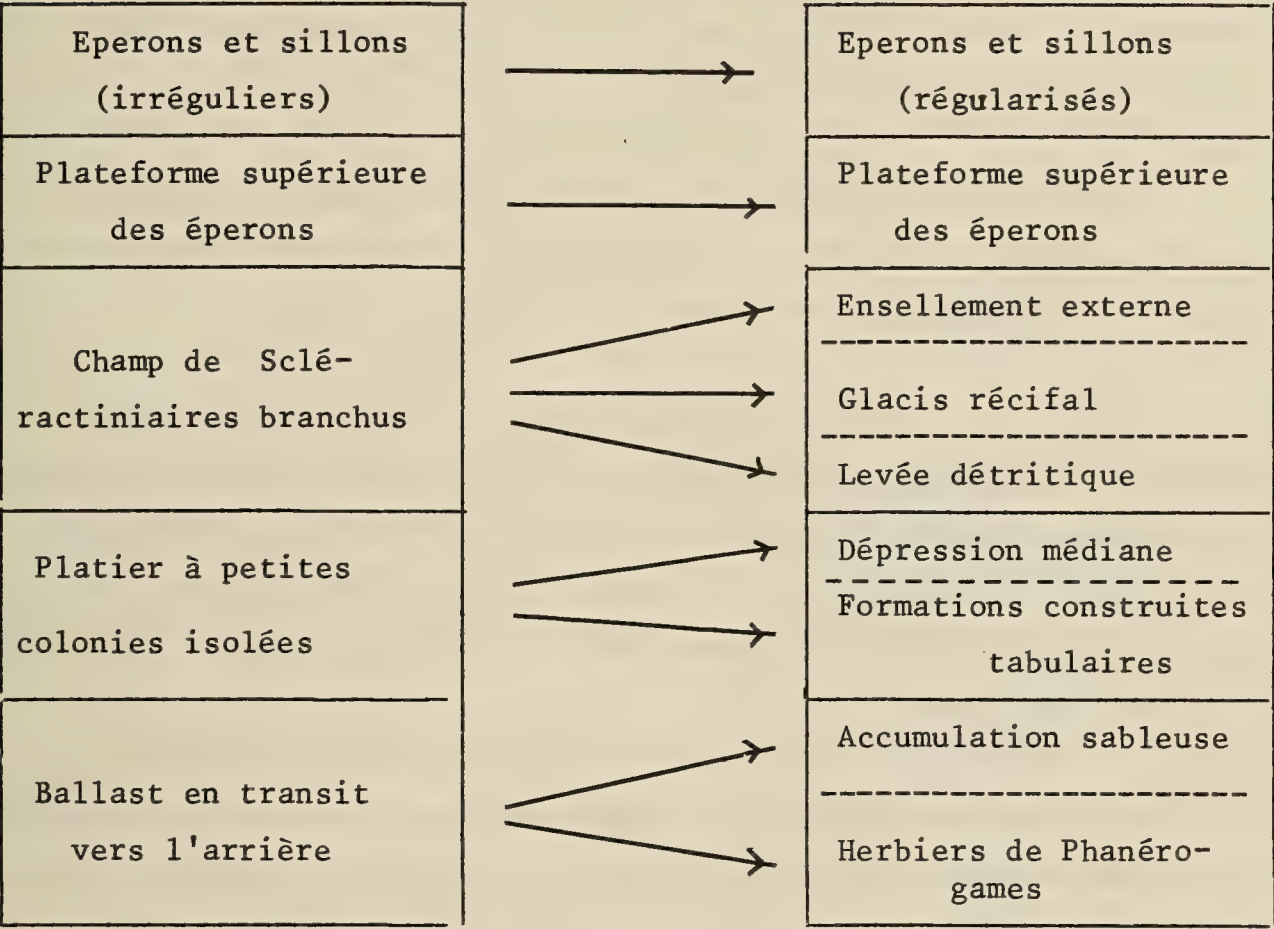 Eperons et sillons
(irréguliers)
Eperons et sillons
(régularisés)
Plateforme supérieure
des éperons
Plateforme supérieure
des éperons
Champ de Sclé-
ractiniaires branchus
Ensellement externe
Glacis récifal
Levée détritique
Platier à petites
colonies isolées
Dépression médiane
Formations construites
tabulaires
Ballast en transit
vers l'arrière
Accumulation sableuse
Herbiers de Phanéro-
games